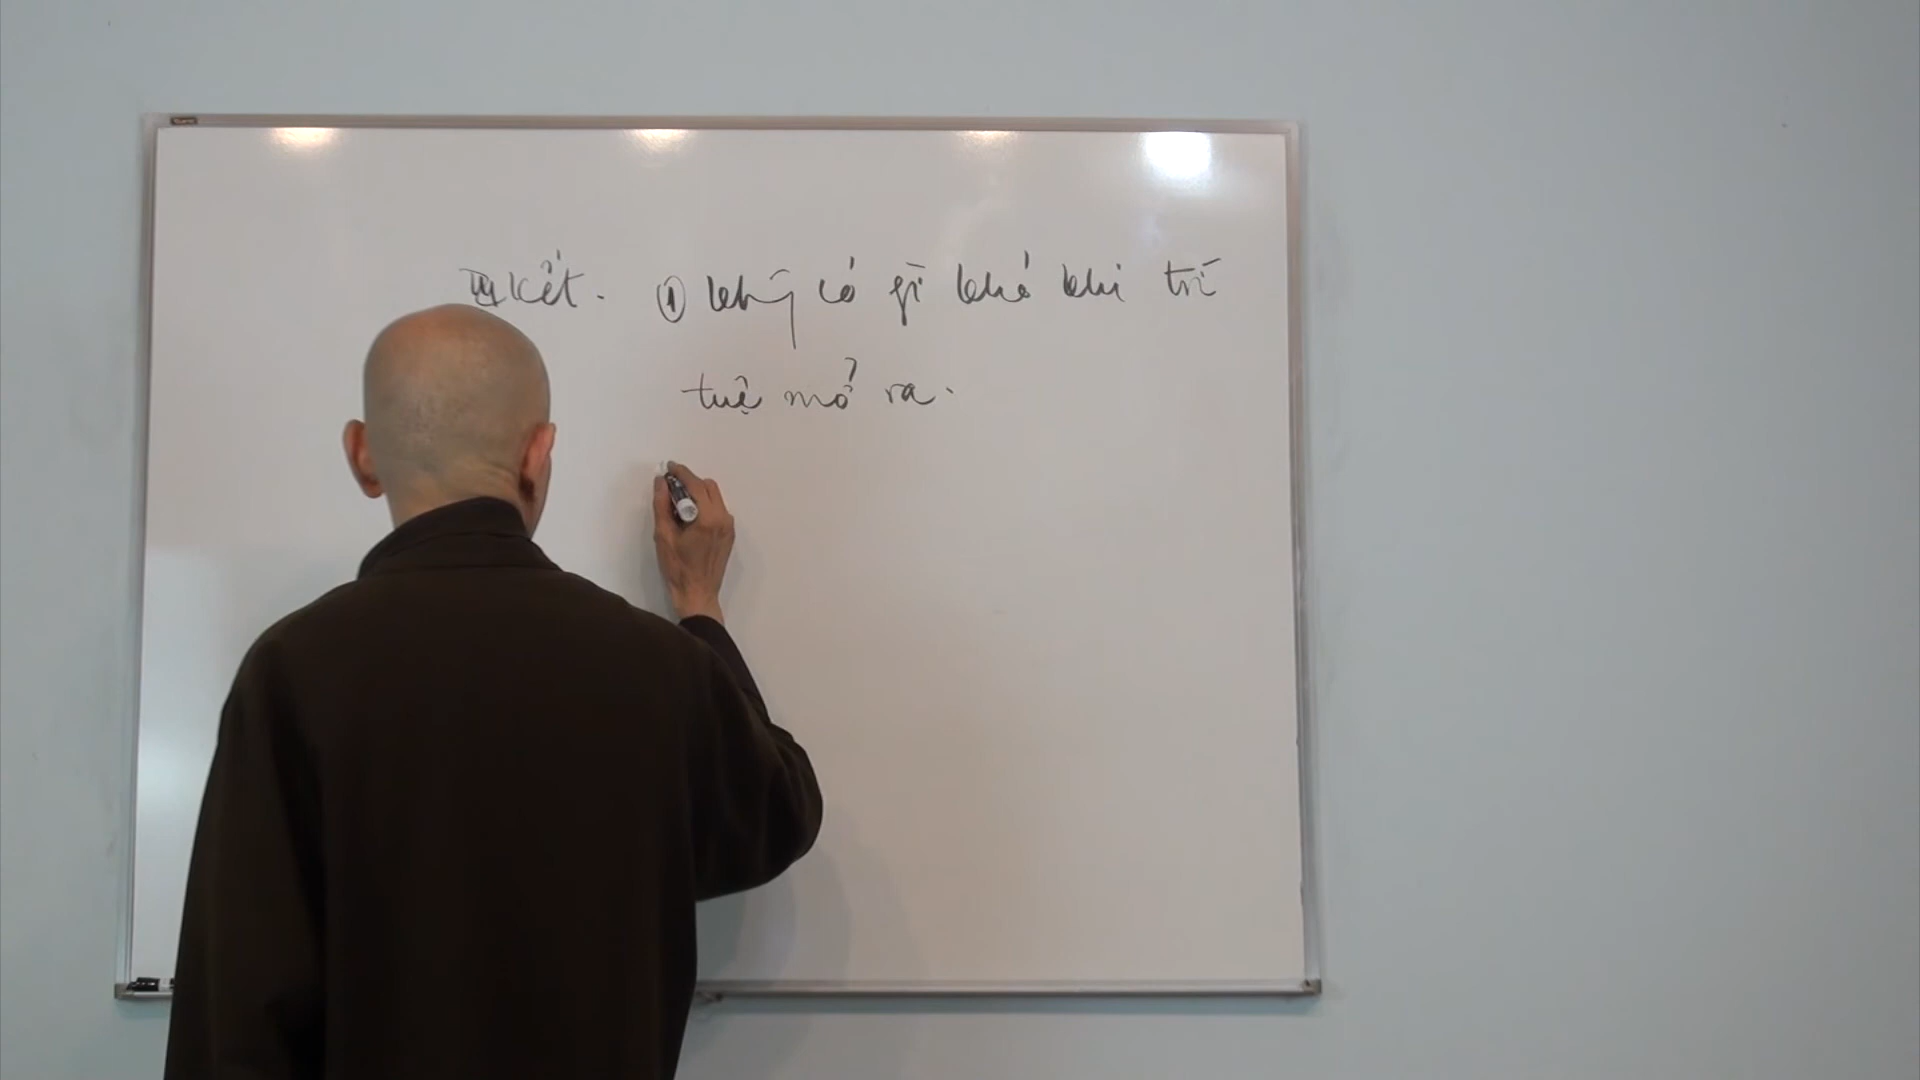 kết. ① khg có gì khó khi trí
tuệ mở ra.